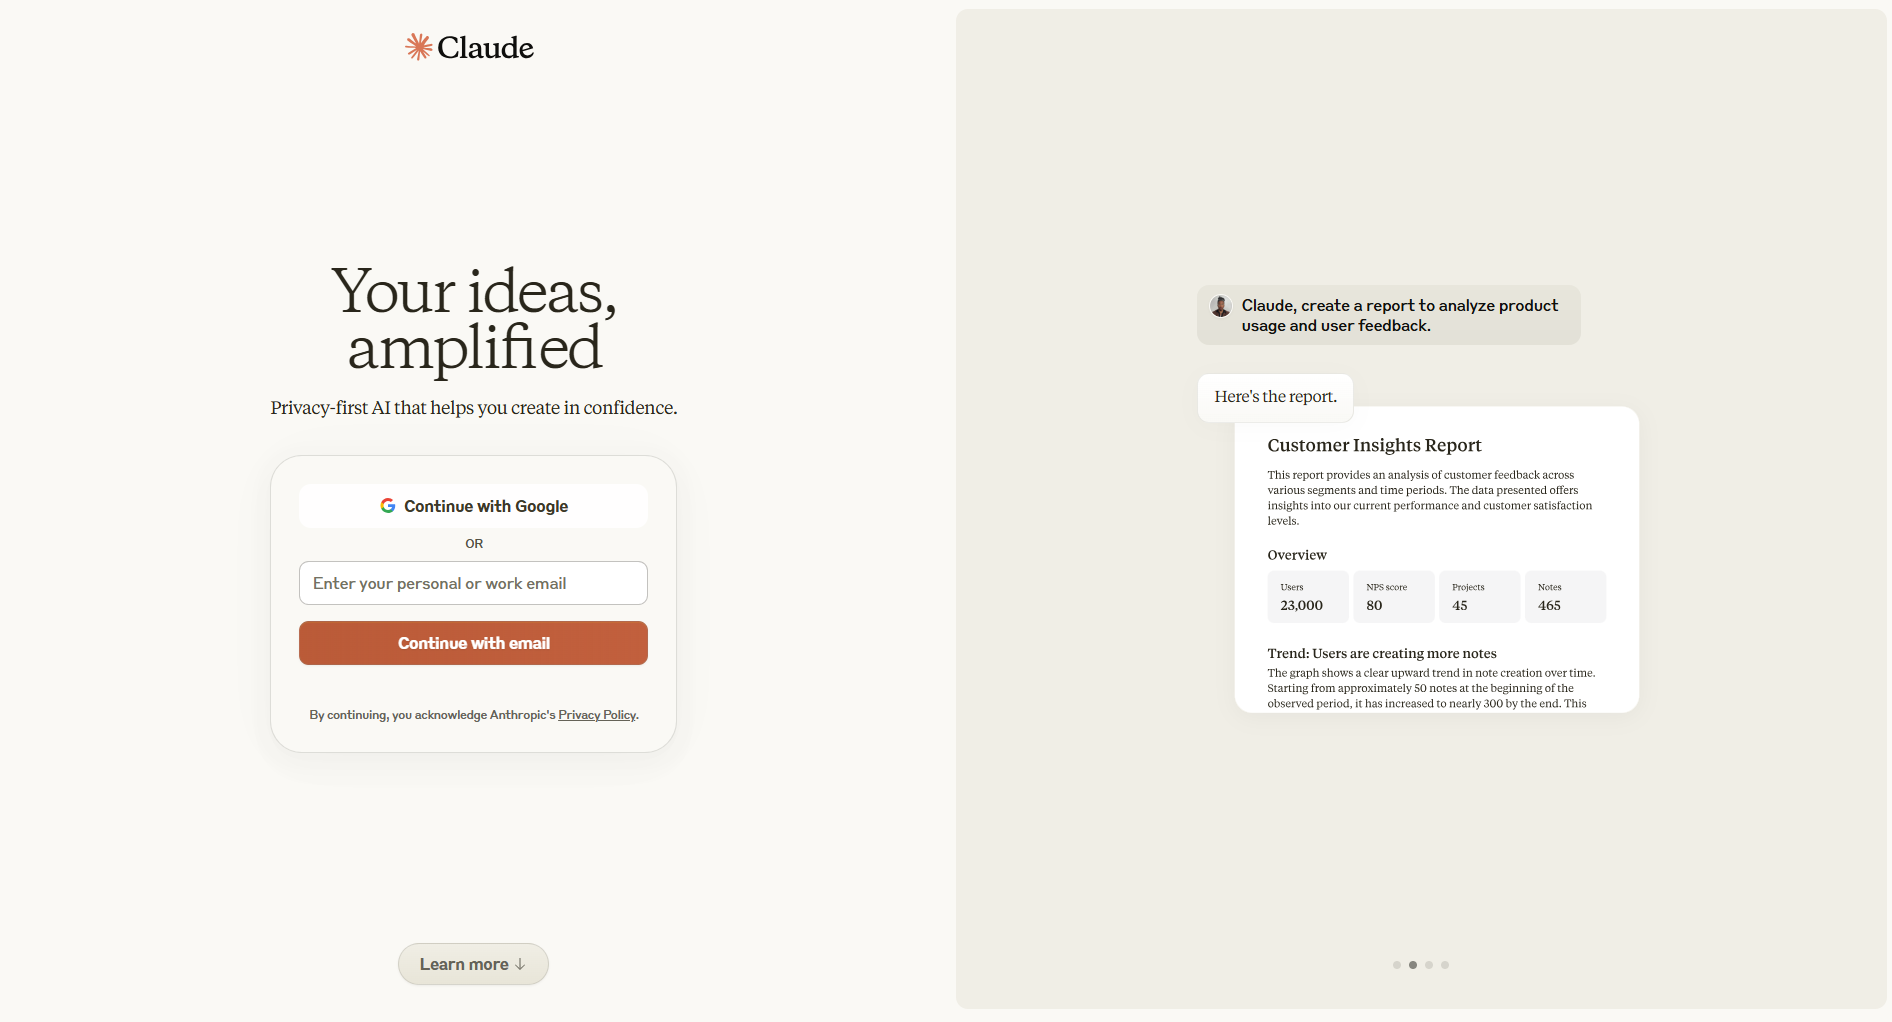 Claude
Your ideas,
amplified
Privacy-first AI that helps you create in confidence.
Continue with Google
OR
Enter your personal or work email
Continue with email
By continuing, you acknowledge Anthropic's Privacy Policy.
Learn more ↓
Claude, create a report to analyze product
usage and user feedback.
Here's the report.
Customer Insights Report
This report provides an analysis of customer feedback across
various segments and time periods. The data presented offers
insights into our current performance and customer satisfaction
levels.
Overview
Users
23,000
NPS score
80
Projects
45
Notes
465
Trend: Users are creating more notes
The graph shows a clear upward trend in note creation over time.
Starting from approximately 50 notes at the beginning of the
observed period, it has increased to nearly 300 by the end. This